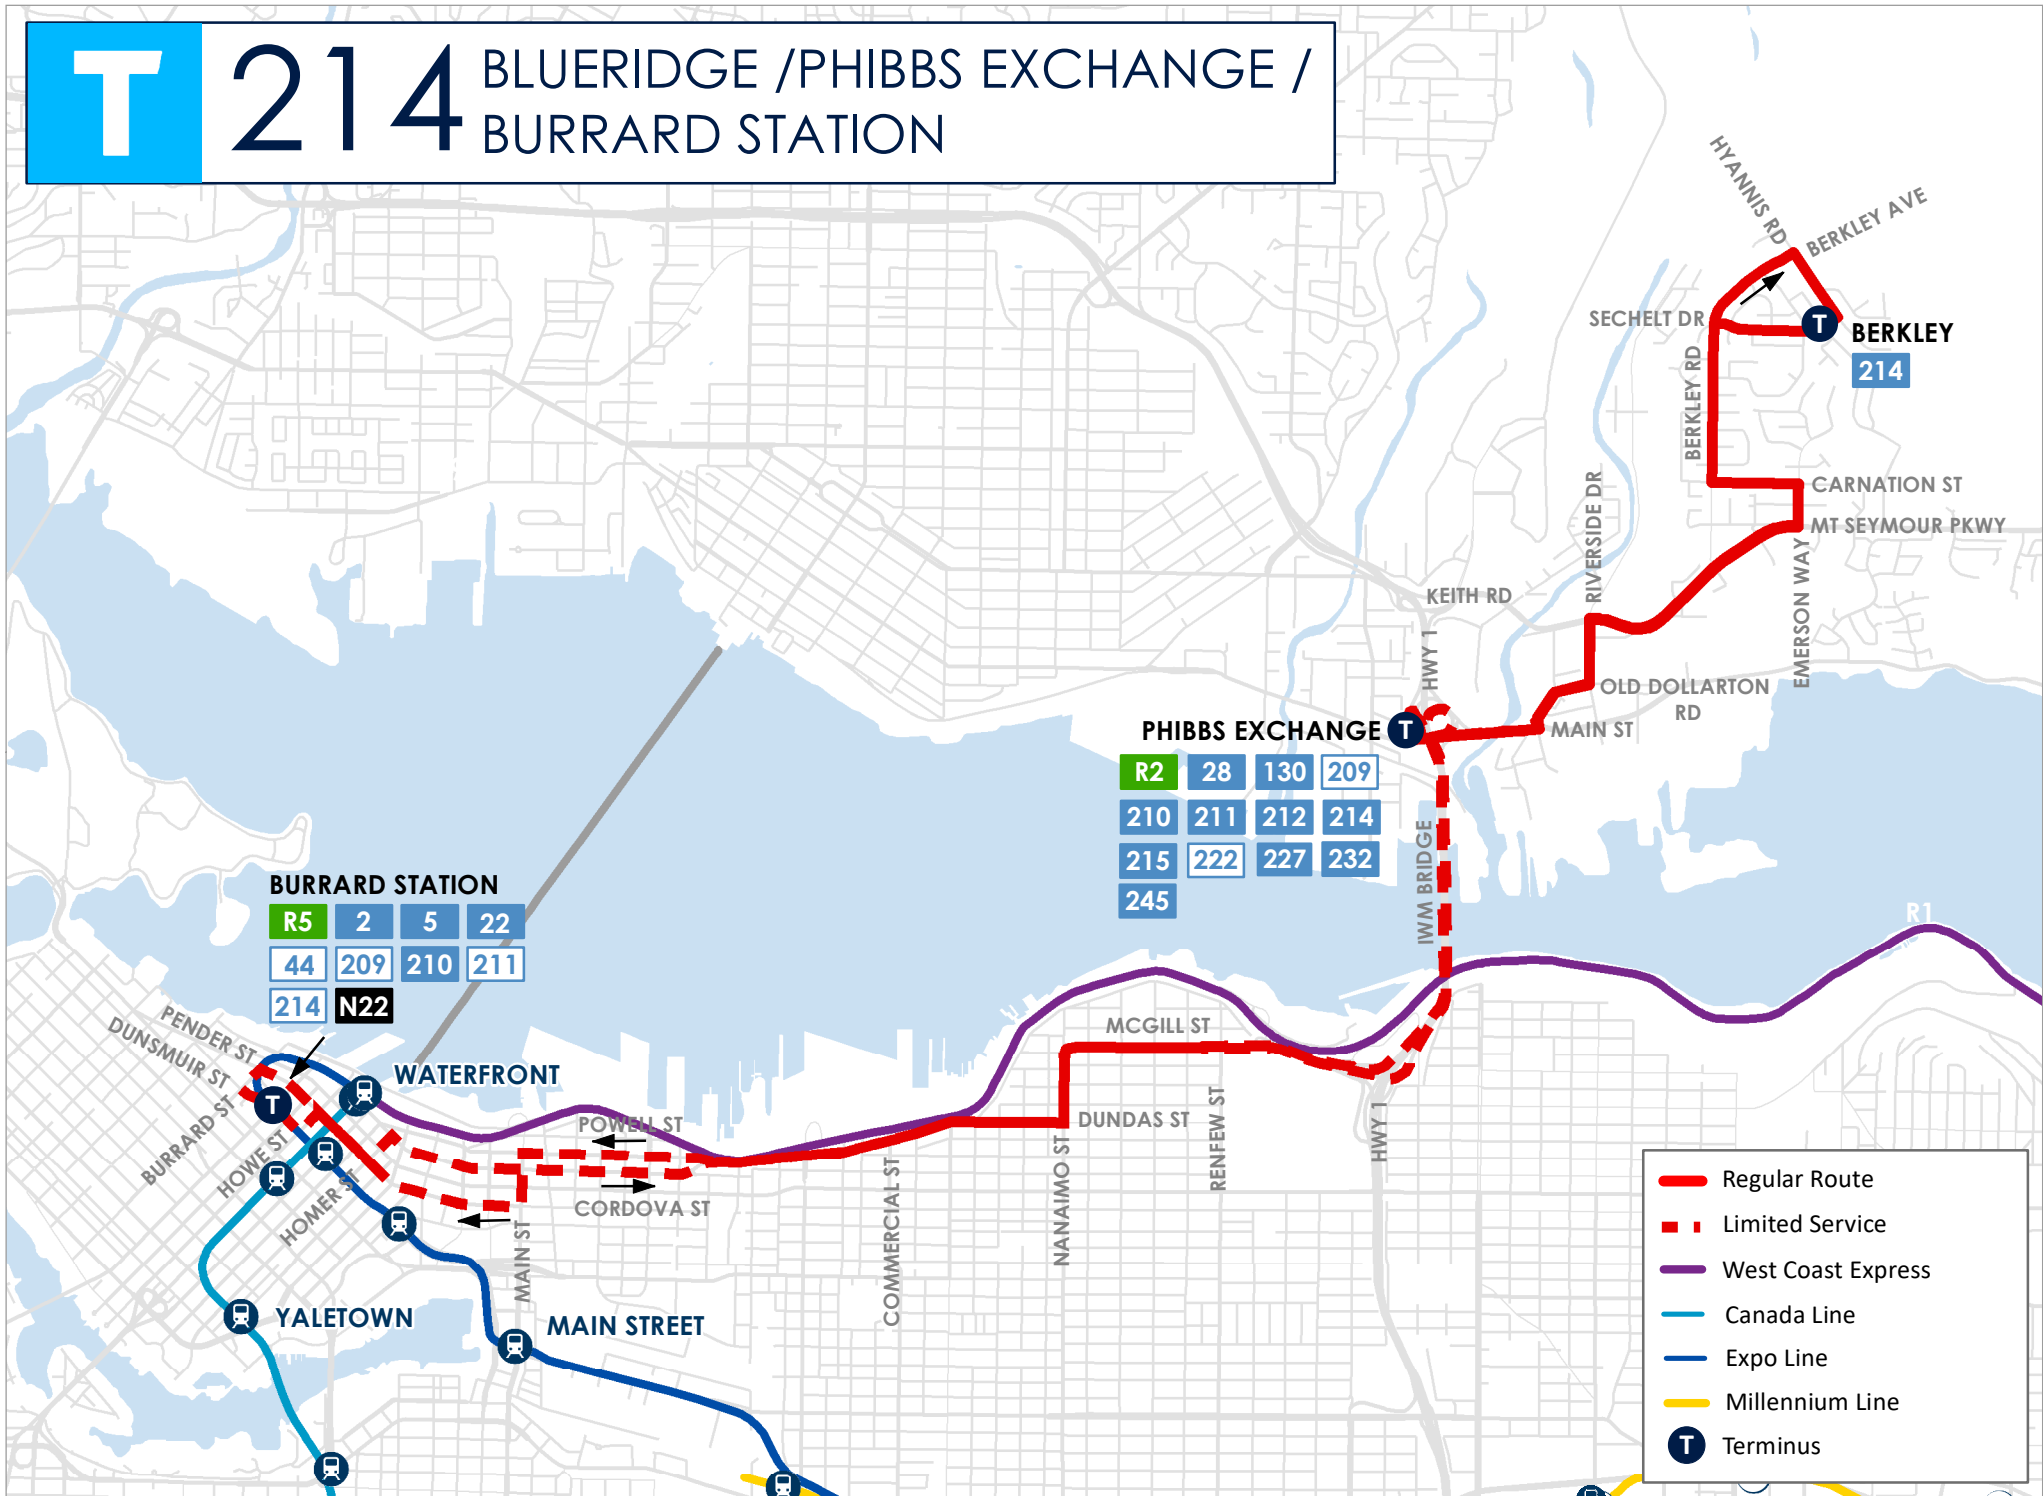 T 214 BLUERIDGE /PHIBBS EXCHANGE /
BURRARD STATION
HYANNIS RD
BERKLEY AVE
SECHELT DR
T
BERKLEY
214
BERKLEY RD
CARNATION ST
MT SEYMOUR PKWY
RIVERSIDE DR
EMERSON WAY
KEITH RD
HWY 1
OLD DOLLARTON
RD
MAIN ST
PHIBBS EXCHANGE
T
R2 28 130 209
210 211 212 214
215 222 227 232
245
IWM BRIDGE
R1
BURRARD STATION
R5 2 5 22
44 209 210 211
214 N22
PENDER ST
DUNSMUIR ST
BURRARD ST
T
HOWE ST
HOMER ST
WATERFRONT
MCGILL ST
POWELL ST
DUNDAS ST
CORDOVA ST
MAIN ST
COMMERCIAL ST
NANAIMO ST
RENFEW ST
HWY 1
YALETOWN
MAIN STREET
Regular Route
Limited Service
West Coast Express
Canada Line
Expo Line
Millennium Line
T Terminus